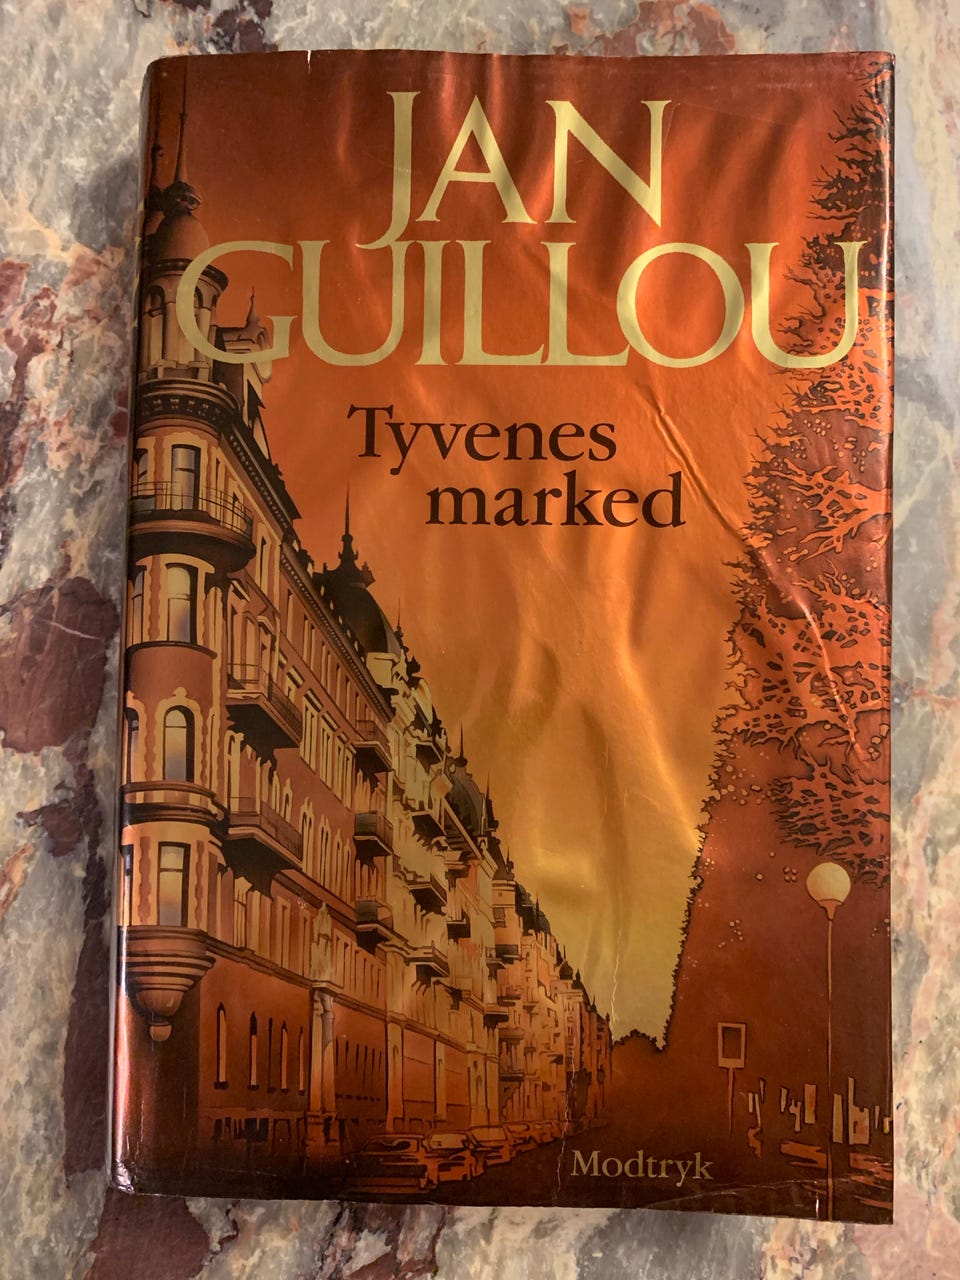 JAN
GUILLOU
Tyvenes
marked
Modtryk